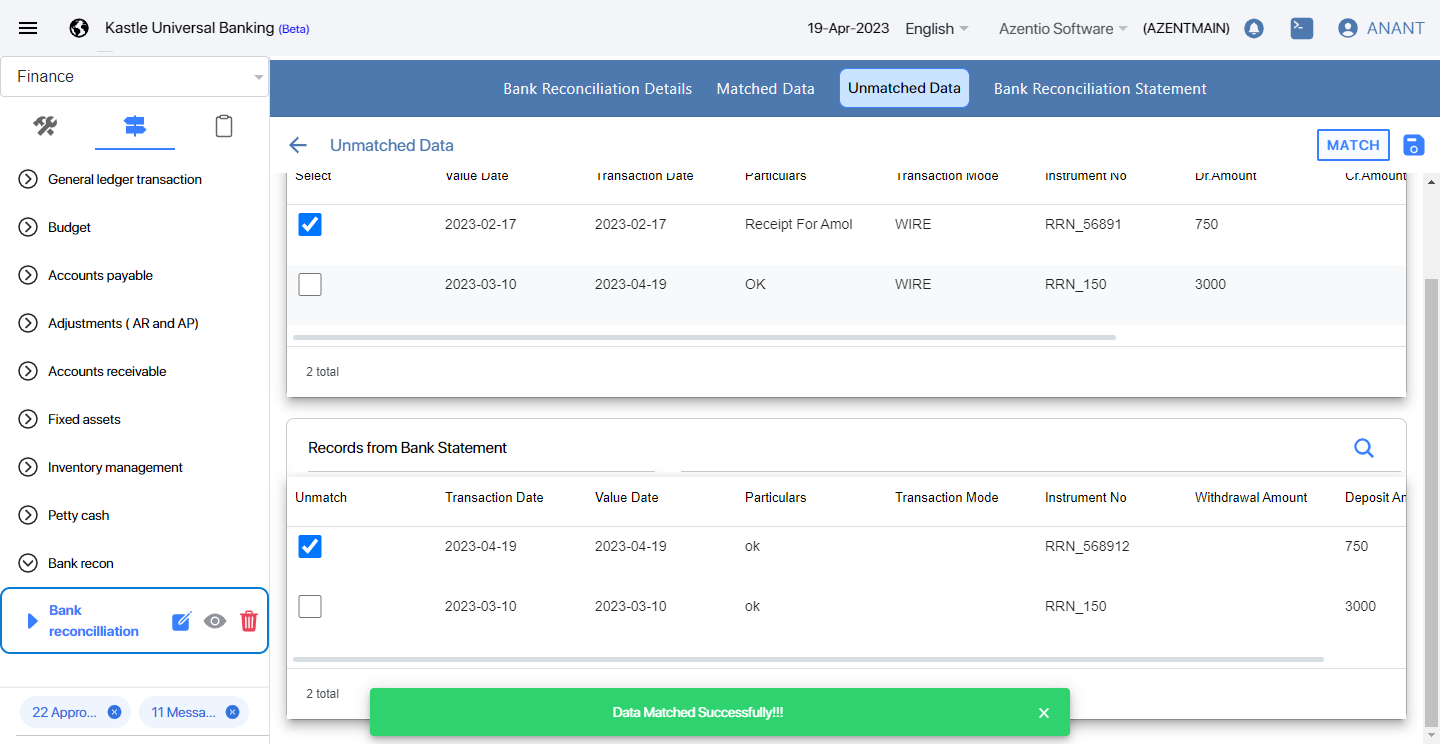 Kastle Universal Banking (Beta)
19-Apr-2023 English Azentio Software (AZENTMAIN) ANANT
Finance
Bank Reconciliation Details Matched Data Unmatched Data Bank Reconciliation Statement
Unmatched Data MATCH
General ledger transaction
Budget
Accounts payable
Adjustments ( AR and AP)
Accounts receivable
Fixed assets
Inventory management
Petty cash
Bank recon
Bank
reconcilliation
22 Appro... 11 Messa...
Select Value Date Transaction Date Particulars Transaction Mode Instrument No Dr.Amount Cr.Amount
2023-02-17 2023-02-17 Receipt For Amol WIRE RRN_56891 750
2023-03-10 2023-04-19 OK WIRE RRN_150 3000
2 total
Records from Bank Statement
Unmatch Transaction Date Value Date Particulars Transaction Mode Instrument No Withdrawal Amount Deposit Am
2023-04-19 2023-04-19 ok RRN_568912 750
2023-03-10 2023-03-10 ok RRN_150 3000
2 total
Data Matched Successfully!!!